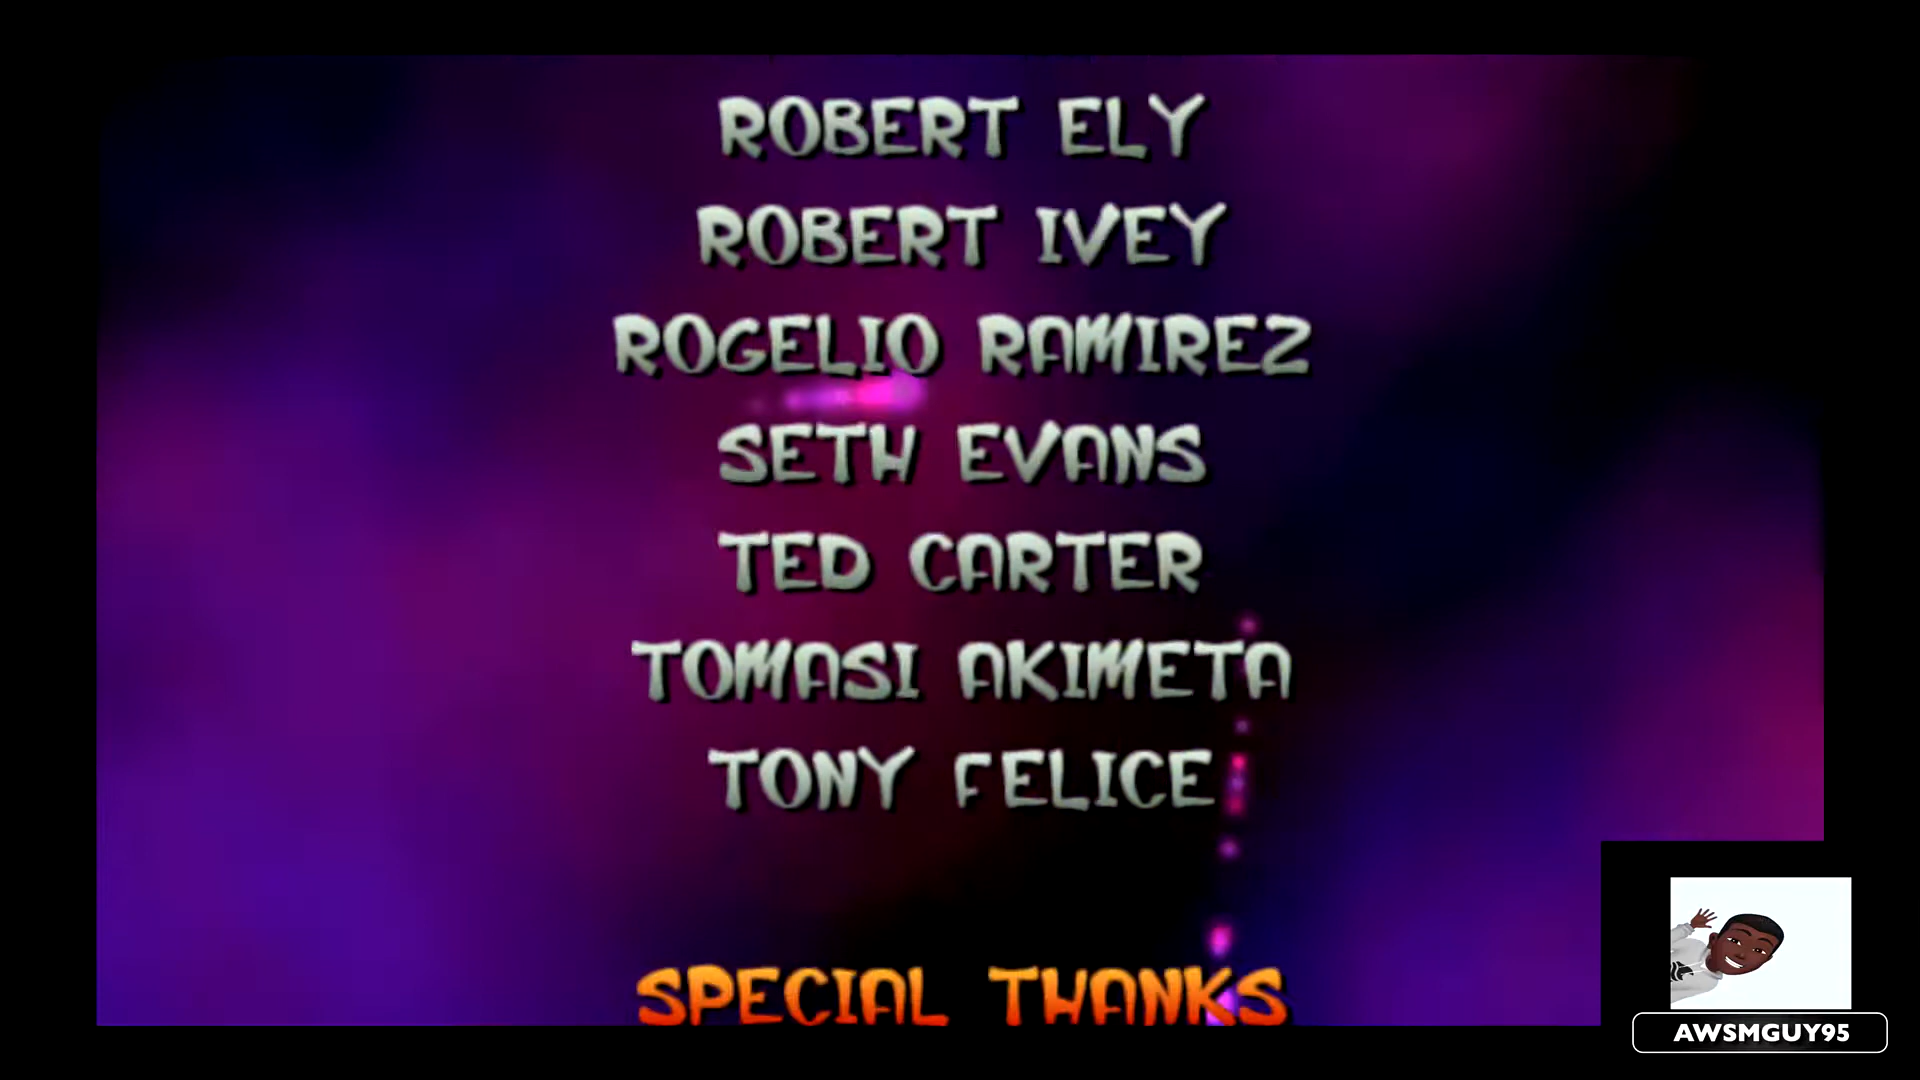 ROBERT ELY
ROBERT IVEY
ROGELIO RAMIREZ
SETH EVANS
TED CARTER
TOMASI AKIMETA
TONY FELICE
SPECIAL THANKS
AWSMGUY95